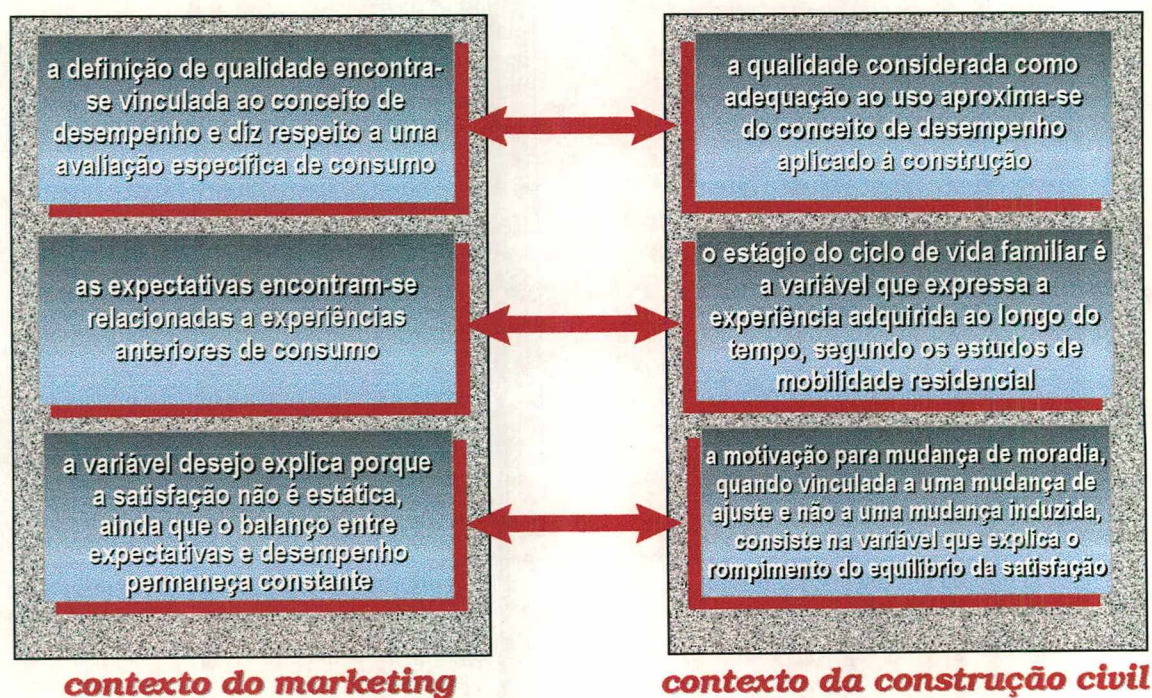 a definição de qualidade encontra-
se vinculada ao conceito de
desempenho e diz respeito a uma
avaliação específica de consumo
as expectativas encontram-se
relacionadas a experiências
anteriores de consumo
a variável desejo explica porque
a satisfação não é estática,
ainda que o balanço entre
expectativas e desempenho
permaneça constante
contexto do marketing
a qualidade considerada como
adequação ao uso aproxima-se
do conceito de desempenho
aplicado à construção
o estágio do ciclo de vida familiar é
a variável que expressa a
experiência adquirida ao longo do
tempo, segundo os estudos de
mobilidade residencial
a motivação para mudança de moradia,
quando vinculada a uma mudança de
ajuste e não a uma mudança induzida,
consiste na variável que explica o
rompimento do equilíbrio da satisfação
contexto da construção civil